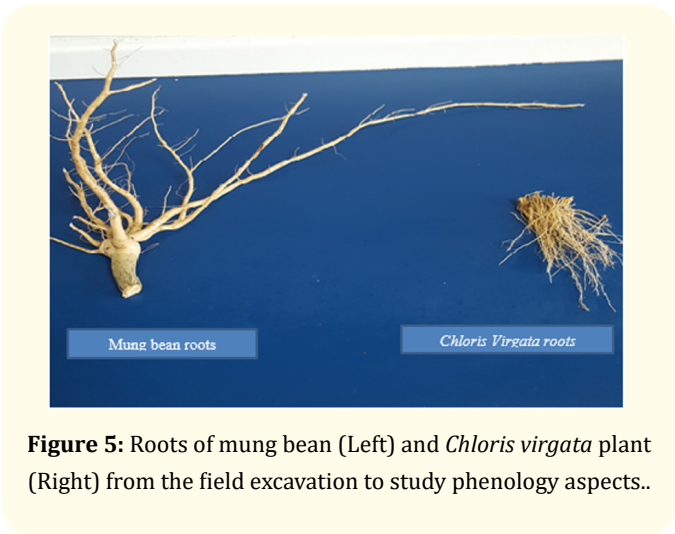 Mung bean roots
Chloris Virgata roots
Figure 5: Roots of mung bean (Left) and Chloris virgata plant
(Right) from the field excavation to study phenology aspects..